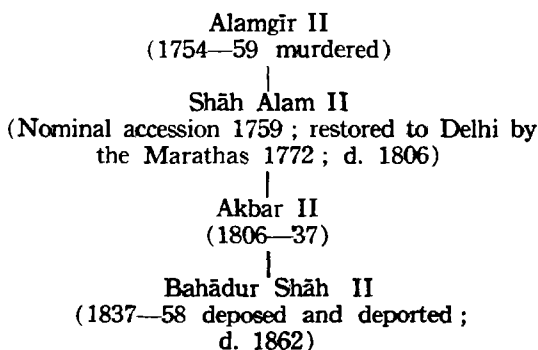 Alamgīr II
(1754—59 murdered)
Shāh Alam II
(Nominal accession 1759 ; restored to Delhi by
the Marathas 1772 ; d. 1806)
Akbar II
(1806—37)
Bahādur Shāh II
(1837—58 deposed and deported ;
d. 1862)